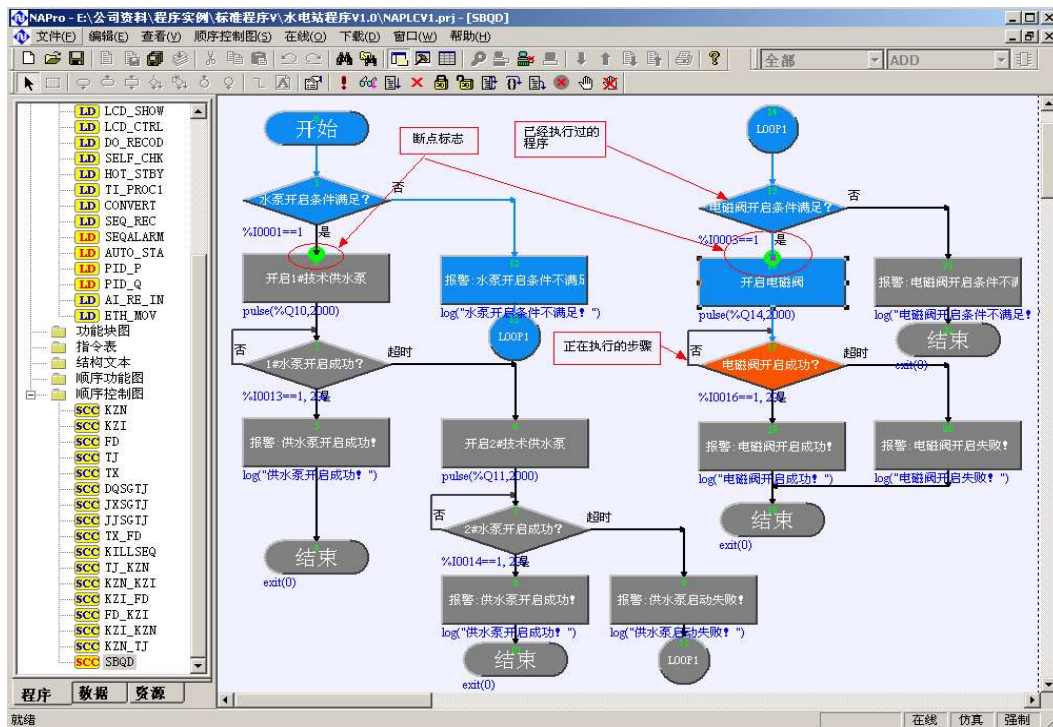 NAPro - E:\公司资料\程序实例\标准程序V\水电站程序V1.0\NAPLCV1.prj - [SBQD]
文件(F) 编辑(E) 查看(V) 顺序控制图(S) 在线(O) 下载(D) 窗口(W) 帮助(H)
全部 ADD
LD LCD_SHOW
LD LCD_CTRL
LD DO_RECOD
LD SELF_CHK
LD HOT_STBY
LD TI_PROC1
LD CONVERT
LD SEQ_REC
LD SEQALARM
LD AUTO_STA
LD PID_P
LD PID_Q
LD AI_RE_IN
LD ETH_MOV
功能块图
指令表
结构文本
顺序功能图
顺序控制图
SCC KZN
SCC KZI
SCC FD
SCC TJ
SCC TX
SCC DQSGTJ
SCC JXSGTJ
SCC JJSGTJ
SCC TX_FD
SCC KILLSEQ
SCC TJ_KZN
SCC KZN_KZI
SCC KZI_FD
SCC FD_KZI
SCC KZI_KZN
SCC KZN_TJ
SCC SBQD
程序 数据 资源
开始
断点标志
水泵开启条件满足?
否
%I0001==1
是
开启1#技术供水泵
pulse(%Q10,2000)
否
1#水泵开启成功?
超时
%I0013==1, 2
是
报警:供水泵开启成功!
log("供水泵开启成功! ")
结束
exit(0)
12
报警:水泵开启条件不满足
log("水泵开启条件不满足! ")
LOOP1
开启2#技术供水泵
pulse(%Q11,2000)
否
2#水泵开启成功?
超时
%I0014==1, 2
是
报警:供水泵开启成功!
log("供水泵开启成功! ")
结束
exit(0)
报警:供水泵启动失败!
log("供水泵启动失败! ")
LOOP1
已经执行过的
程序
14
LOOP1
15
电磁阀开启条件满足?
否
%I0003==1
是
开启电磁阀
pulse(%Q14,2000)
正在执行的步骤
否
电磁阀开启成功?
超时
%I0016==1, 2
是
报警:电磁阀开启成功!
log("电磁阀开启成功! ")
结束
exit(0)
报警:电磁阀开启条件不满
log("电磁阀开启条件不满足!
结束
exit(0)
报警:电磁阀开启失败!
log("电磁阀开启失败! ")
就绪
在线 仿真 强制